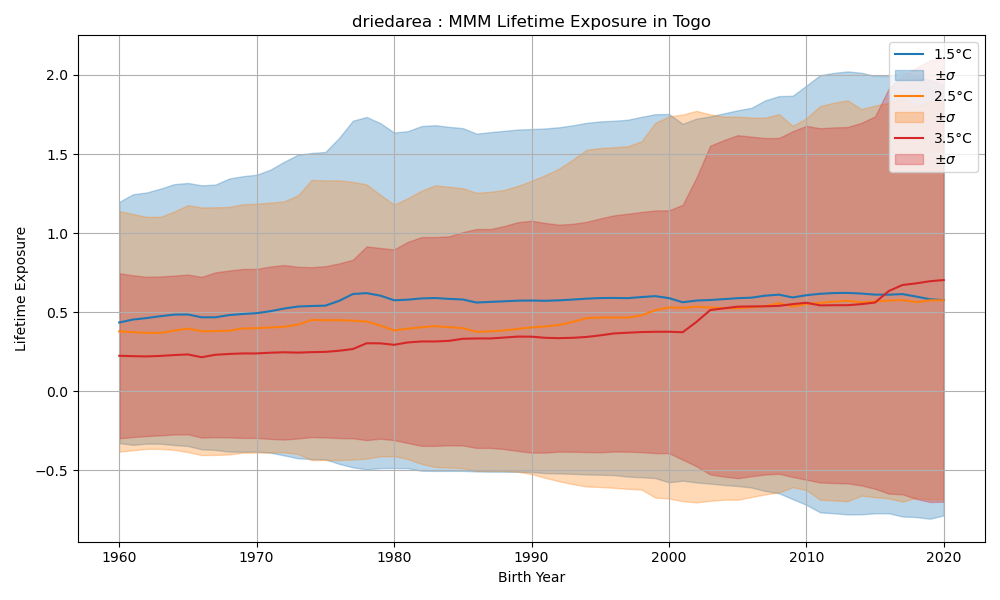 driedarea : MMM Lifetime Exposure in Togo
Lifetime Exposure
2.0
1.5
1.0
0.5
0.0
−0.5
1960 1970 1980 1990 2000 2010 2020
Birth Year
1.5°C
±σ
2.5°C
±σ
3.5°C
±σ